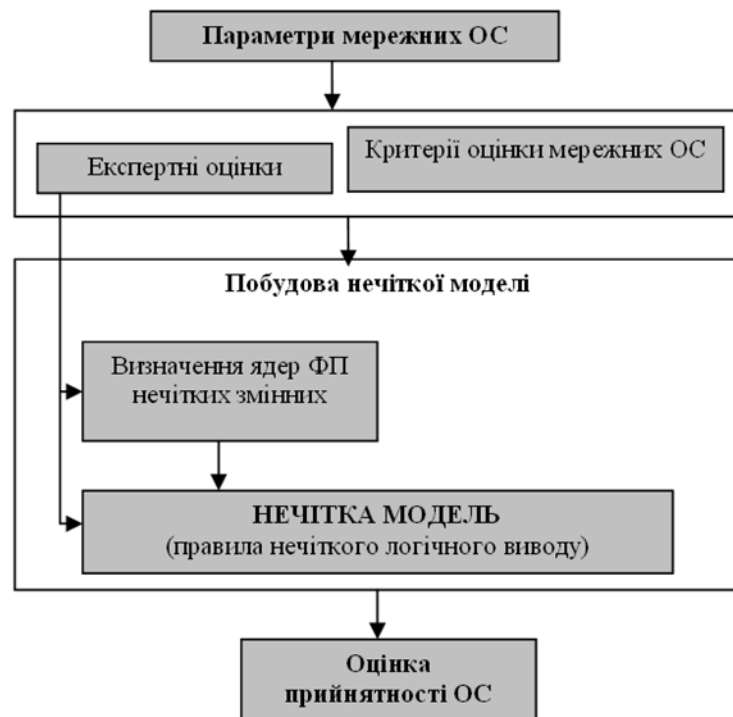 Параметри мережних ОС
Експертні оцінки
Критерії оцінки мережних ОС
Побудова нечіткої моделі
Визначення ядер ФП
нечітких змінних
НЕЧІТКА МОДЕЛЬ
(правила нечіткого логічного виводу)
Оцінка
прийнятності ОС